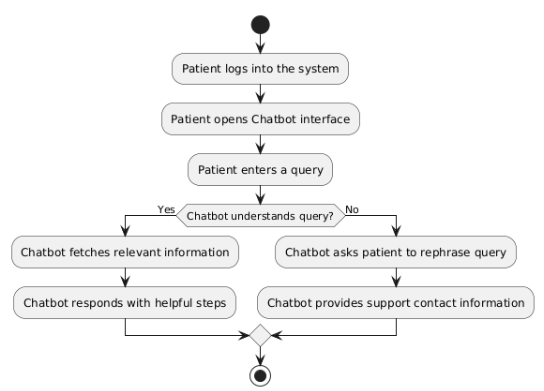 Patient logs into the system
Patient opens Chatbot interface
Patient enters a query
Yes
Chatbot understands query?
No
Chatbot fetches relevant information
Chatbot asks patient to rephrase query
Chatbot responds with helpful steps
Chatbot provides support contact information